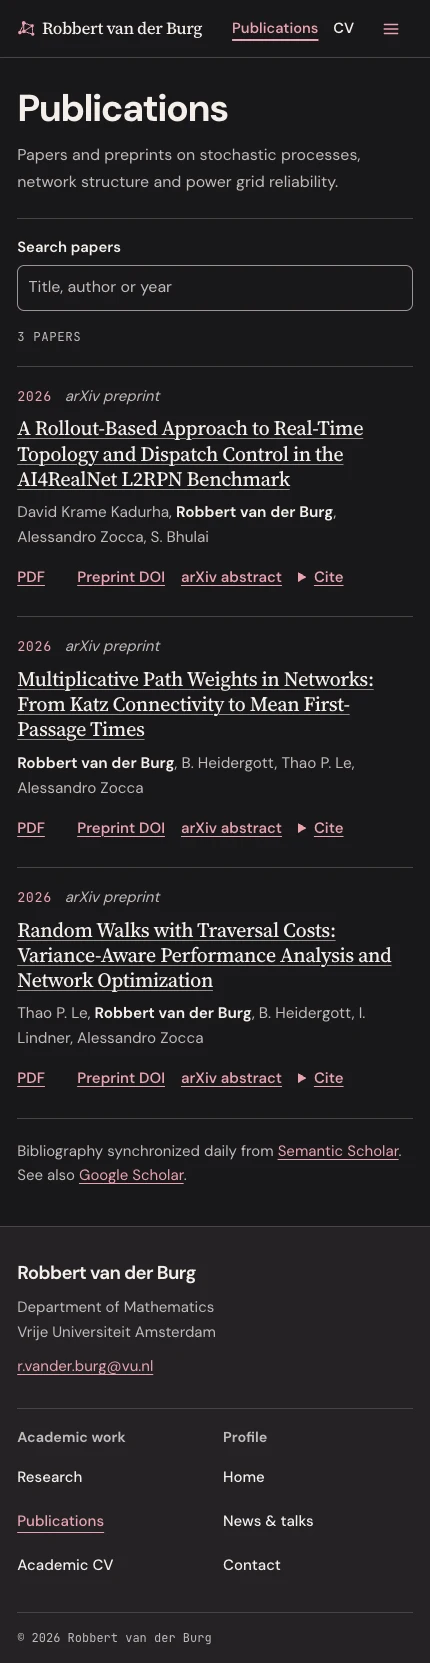 Robbert van der Burg Publications CV
Publications
Papers and preprints on stochastic processes,
network structure and power grid reliability.
Search papers
Title, author or year
3 PAPERS
2026 arXiv preprint
A Rollout-Based Approach to Real-Time
Topology and Dispatch Control in the
AI4RealNet L2RPN Benchmark
David Krame Kadurha, Robbert van der Burg,
Alessandro Zocca, S. Bhulai
PDF Preprint DOI arXiv abstract ▶ Cite
2026 arXiv preprint
Multiplicative Path Weights in Networks:
From Katz Connectivity to Mean First-
Passage Times
Robbert van der Burg, B. Heidergott, Thao P. Le,
Alessandro Zocca
PDF Preprint DOI arXiv abstract ▶ Cite
2026 arXiv preprint
Random Walks with Traversal Costs:
Variance-Aware Performance Analysis and
Network Optimization
Thao P. Le, Robbert van der Burg, B. Heidergott, I.
Lindner, Alessandro Zocca
PDF Preprint DOI arXiv abstract ▶ Cite
Bibliography synchronized daily from Semantic Scholar.
See also Google Scholar.
Robbert van der Burg
Department of Mathematics
Vrije Universiteit Amsterdam
r.vander.burg@vu.nl
Academic work Profile
Research Home
Publications News & talks
Academic CV Contact
© 2026 Robbert van der Burg